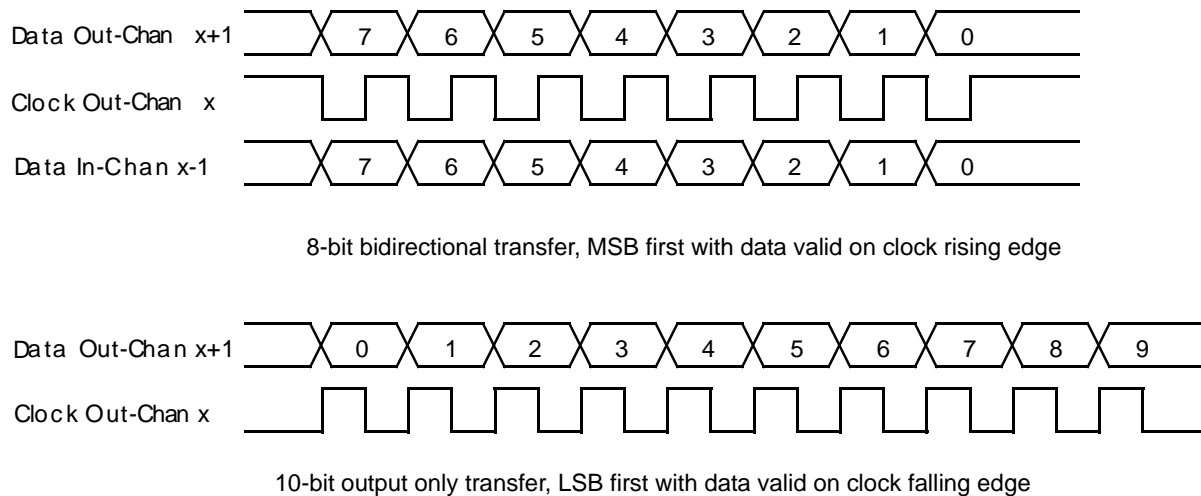 Data Out-Chan x+1 7 6 5 4 3 2 1 0
Clock Out-Chan x
Data In-Chan x-1 7 6 5 4 3 2 1 0
8-bit bidirectional transfer, MSB first with data valid on clock rising edge
Data Out-Chan x+1 0 1 2 3 4 5 6 7 8 9
Clock Out-Chan x
10-bit output only transfer, LSB first with data valid on clock falling edge